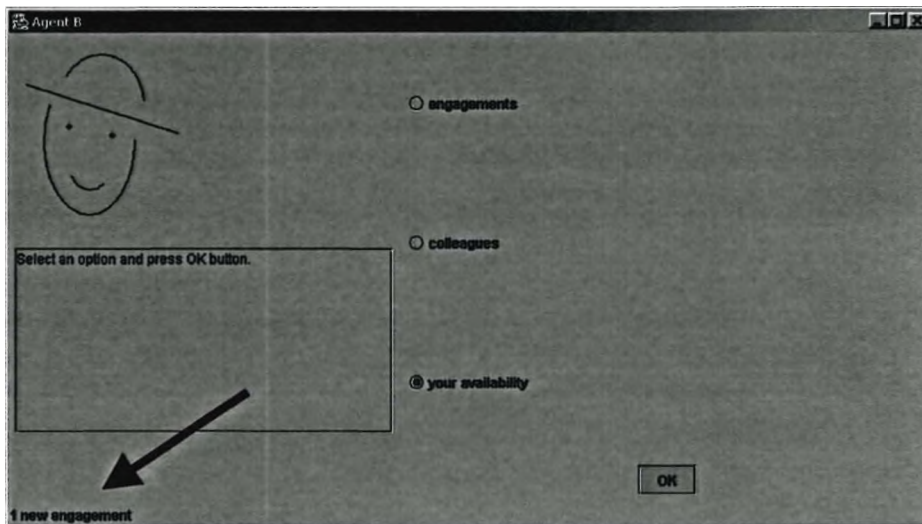 Agent B
engagements
colleagues
Select an option and press OK button.
your availability
OK
1 new engagement